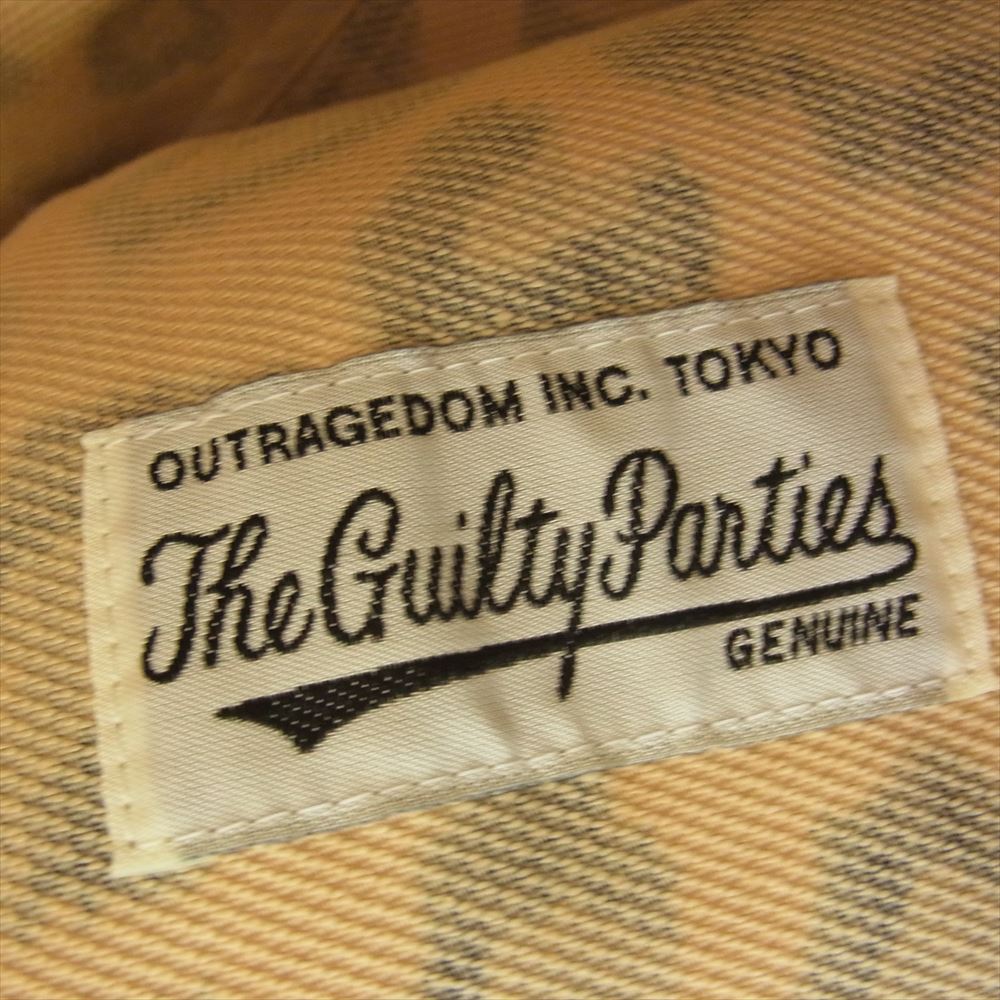 OUTRAGEDOM INC. TOKYO
The Guilty Parties
GENUINE